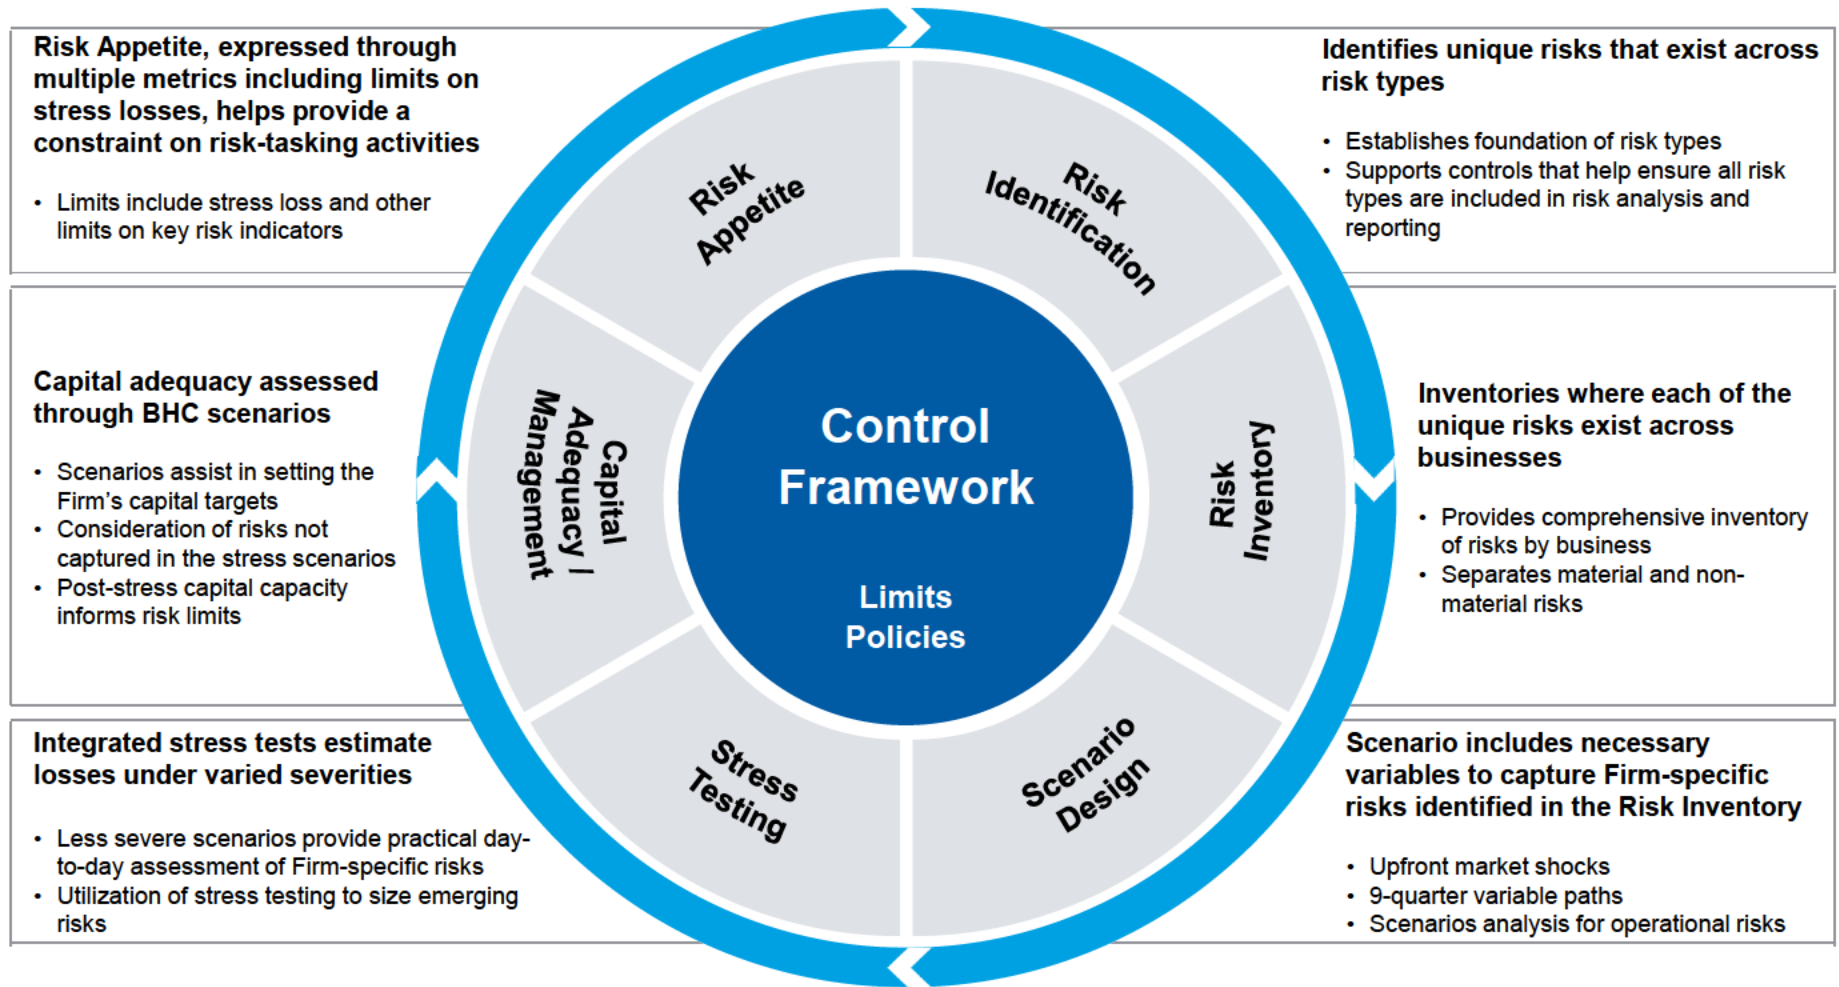 Risk Appetite, expressed through
multiple metrics including limits on
stress losses, helps provide a
constraint on risk-tasking activities
• Limits include stress loss and other
limits on key risk indicators
Capital adequacy assessed
through BHC scenarios
• Scenarios assist in setting the
Firm's capital targets
• Consideration of risks not
captured in the stress scenarios
• Post-stress capital capacity
informs risk limits
Integrated stress tests estimate
losses under varied severities
• Less severe scenarios provide practical day-
to-day assessment of Firm-specific risks
• Utilization of stress testing to size emerging
risks
Risk
Appetite
Risk
Identification
Capital
Adequacy /
Management
Control
Framework
Limits
Policies
Risk
Inventory
Stress
Testing
Scenario
Design
Identifies unique risks that exist across
risk types
• Establishes foundation of risk types
• Supports controls that help ensure all risk
types are included in risk analysis and
reporting
Inventories where each of the
unique risks exist across
businesses
• Provides comprehensive inventory
of risks by business
• Separates material and non-
material risks
Scenario includes necessary
variables to capture Firm-specific
risks identified in the Risk Inventory
• Upfront market shocks
• 9-quarter variable paths
• Scenarios analysis for operational risks